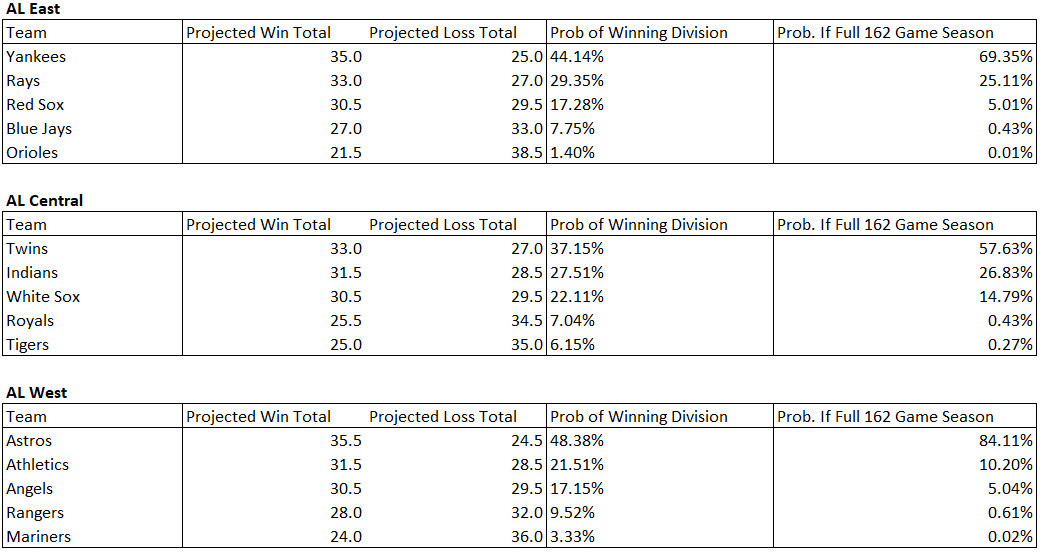 AL East
Team Projected Win Total Projected Loss Total Prob of Winning Division Prob. If Full 162 Game Season
Yankees 35.0 25.0 44.14% 69.35%
Rays 33.0 27.0 29.35% 25.11%
Red Sox 30.5 29.5 17.28% 5.01%
Blue Jays 27.0 33.0 7.75% 0.43%
Orioles 21.5 38.5 1.40% 0.01%
AL Central
Team Projected Win Total Projected Loss Total Prob of Winning Division Prob. If Full 162 Game Season
Twins 33.0 27.0 37.15% 57.63%
Indians 31.5 28.5 27.51% 26.83%
White Sox 30.5 29.5 22.11% 14.79%
Royals 25.5 34.5 7.04% 0.43%
Tigers 25.0 35.0 6.15% 0.27%
AL West
Team Projected Win Total Projected Loss Total Prob of Winning Division Prob. If Full 162 Game Season
Astros 35.5 24.5 48.38% 84.11%
Athletics 31.5 28.5 21.51% 10.20%
Angels 30.5 29.5 17.15% 5.04%
Rangers 28.0 32.0 9.52% 0.61%
Mariners 24.0 36.0 3.33% 0.02%